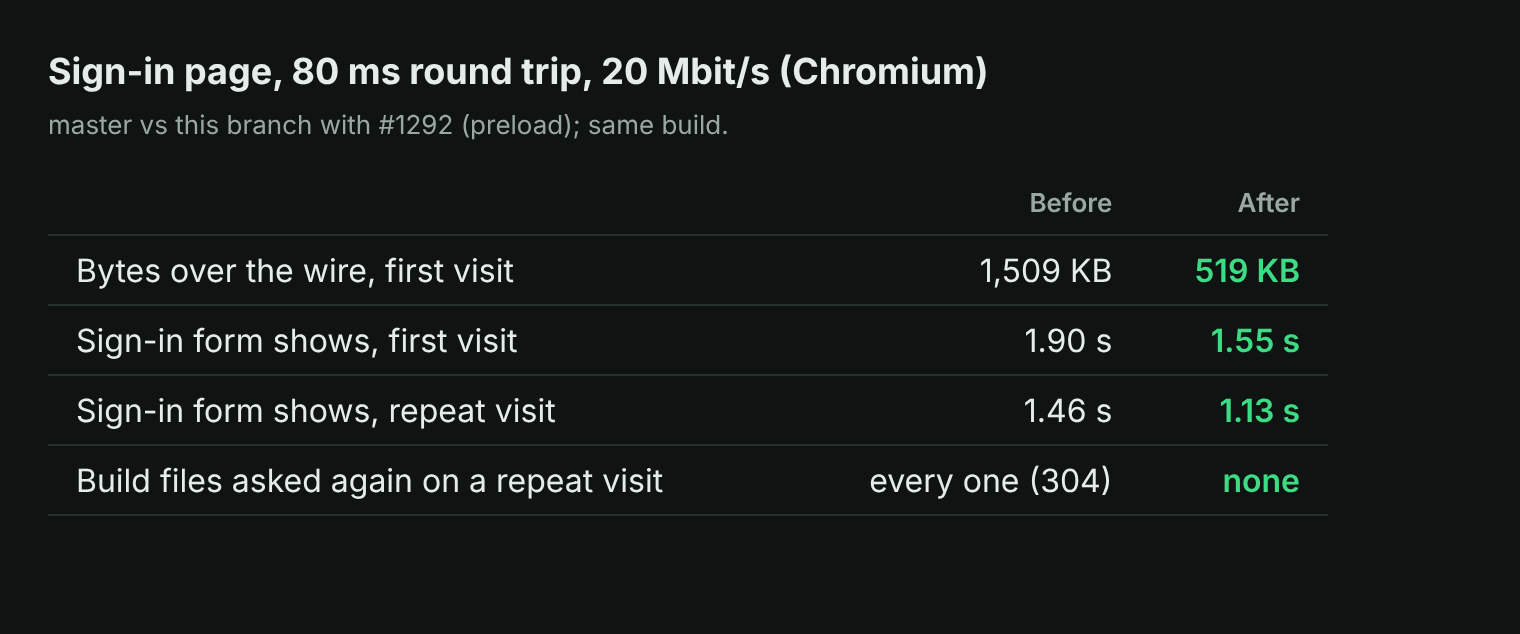 Sign-in page, 80 ms round trip, 20 Mbit/s (Chromium)
master vs this branch with #1292 (preload); same build.
Before After
Bytes over the wire, first visit 1,509 KB 519 KB
Sign-in form shows, first visit 1.90 s 1.55 s
Sign-in form shows, repeat visit 1.46 s 1.13 s
Build files asked again on a repeat visit every one (304) none